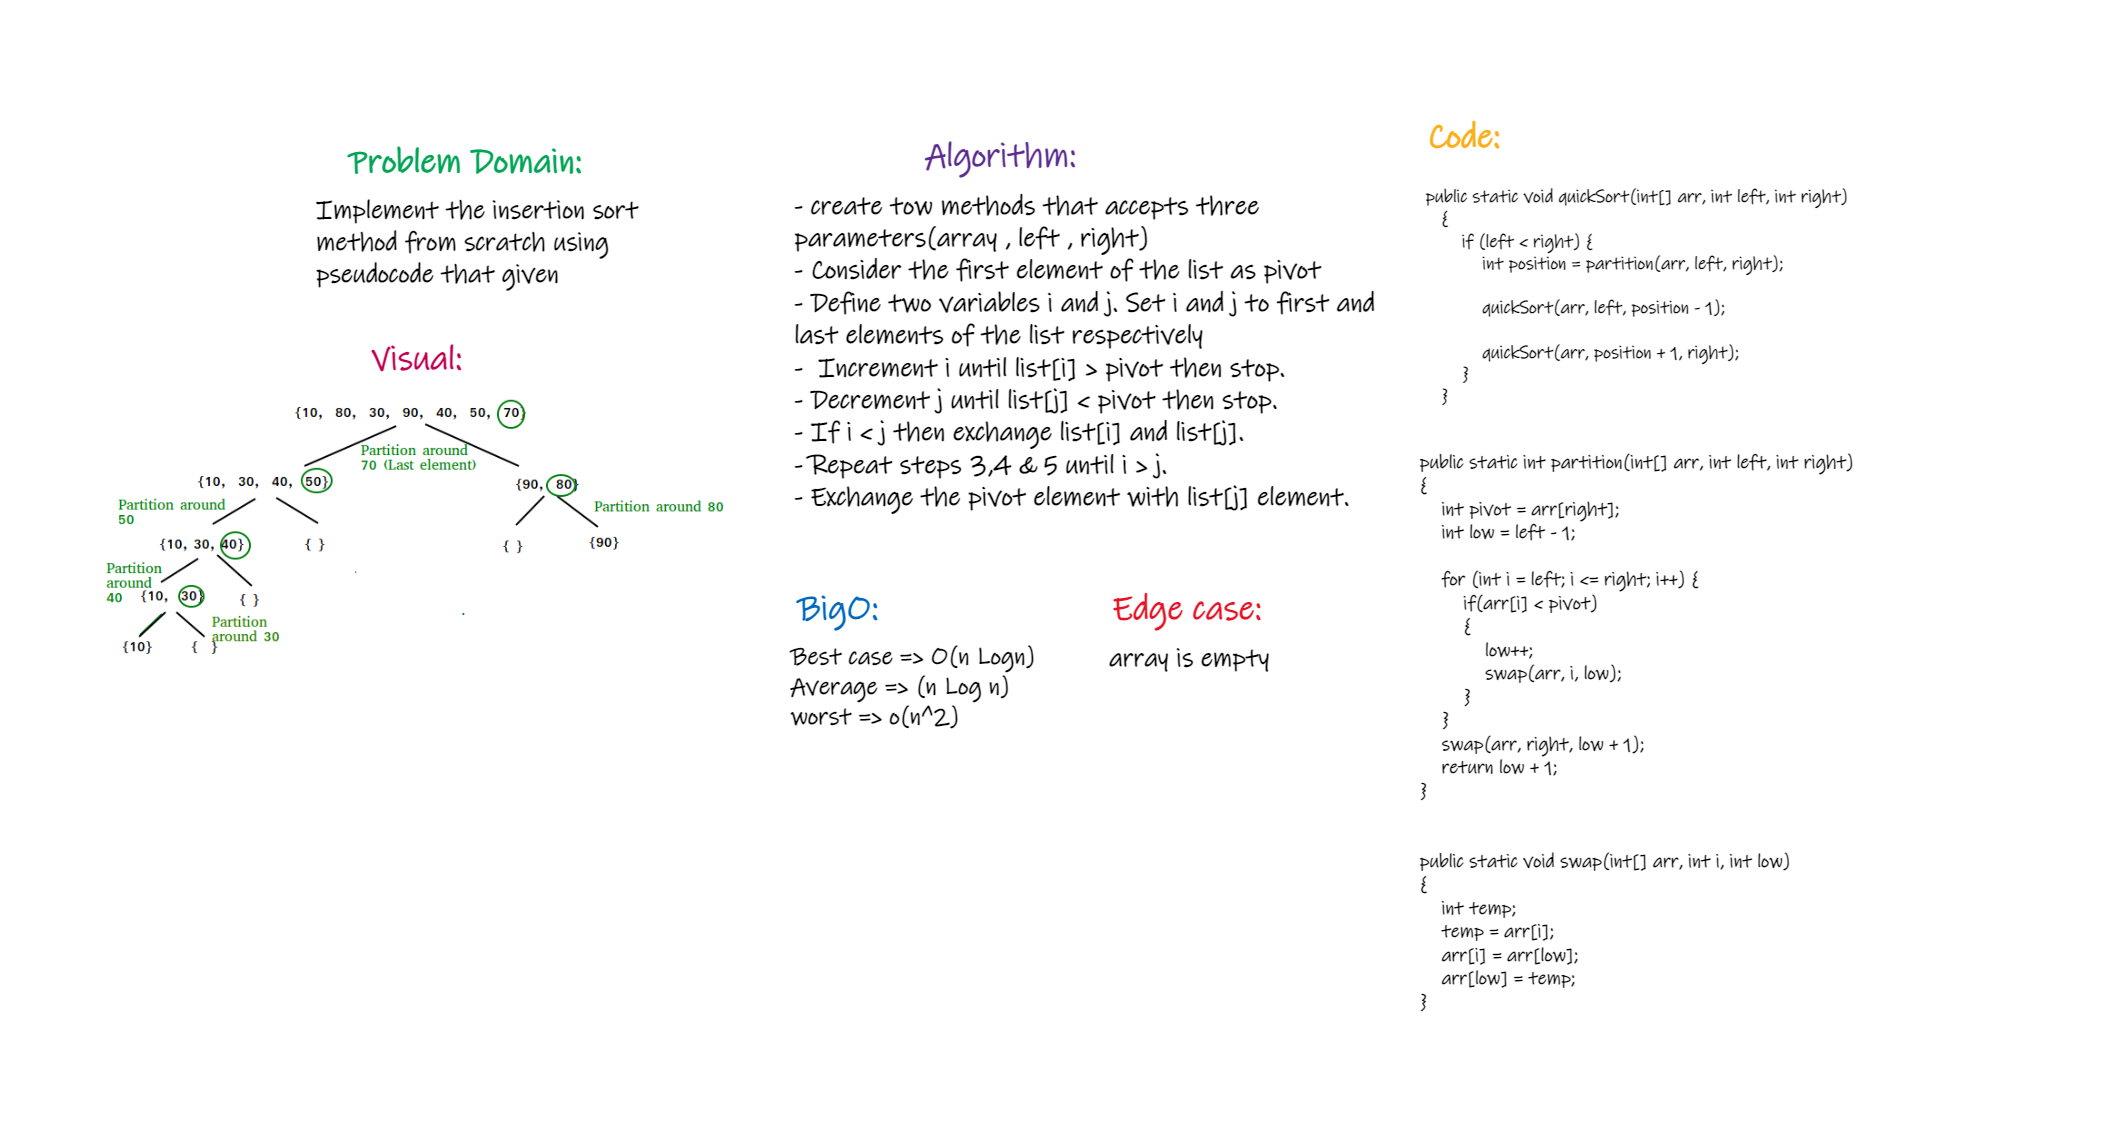 Problem Domain:
Implement the insertion sort
method from scratch using
pseudocode that given
Visual:
{10, 80, 30, 90, 40, 50, 70}
Partition around
70 (Last element)
{10, 30, 40, 50}
{90, 80}
Partition around
50
Partition around 80
{10, 30, 40}
{ }
{ }
{90}
Partition
around
40
{10, 30}
{ }
Partition
around 30
{10}
{ }
Algorithm:
- create tow methods that accepts three
parameters(array , left , right)
- Consider the first element of the list as pivot
- Define two variables i and j. Set i and j to first and
last elements of the list respectively
- Increment i until list[i] > pivot then stop.
- Decrement j until list[j] < pivot then stop.
- If i < j then exchange list[i] and list[j].
- Repeat steps 3,4 & 5 until i > j.
- Exchange the pivot element with list[j] element.
BigO:
Best case => O(n Logn)
Average => (n Log n)
worst => o(n^2)
Edge case:
array is empty
Code:
public static void quickSort(int[] arr, int left, int right)
{
if (left < right) {
int position = partition(arr, left, right);
quickSort(arr, left, position - 1);
quickSort(arr, position + 1, right);
}
}
public static int partition(int[] arr, int left, int right)
{
int pivot = arr[right];
int low = left - 1;
for (int i = left; i <= right; i++) {
if(arr[i] < pivot)
{
low++;
swap(arr, i, low);
}
}
swap(arr, right, low + 1);
return low + 1;
}
public static void swap(int[] arr, int i, int low)
{
int temp;
temp = arr[i];
arr[i] = arr[low];
arr[low] = temp;
}